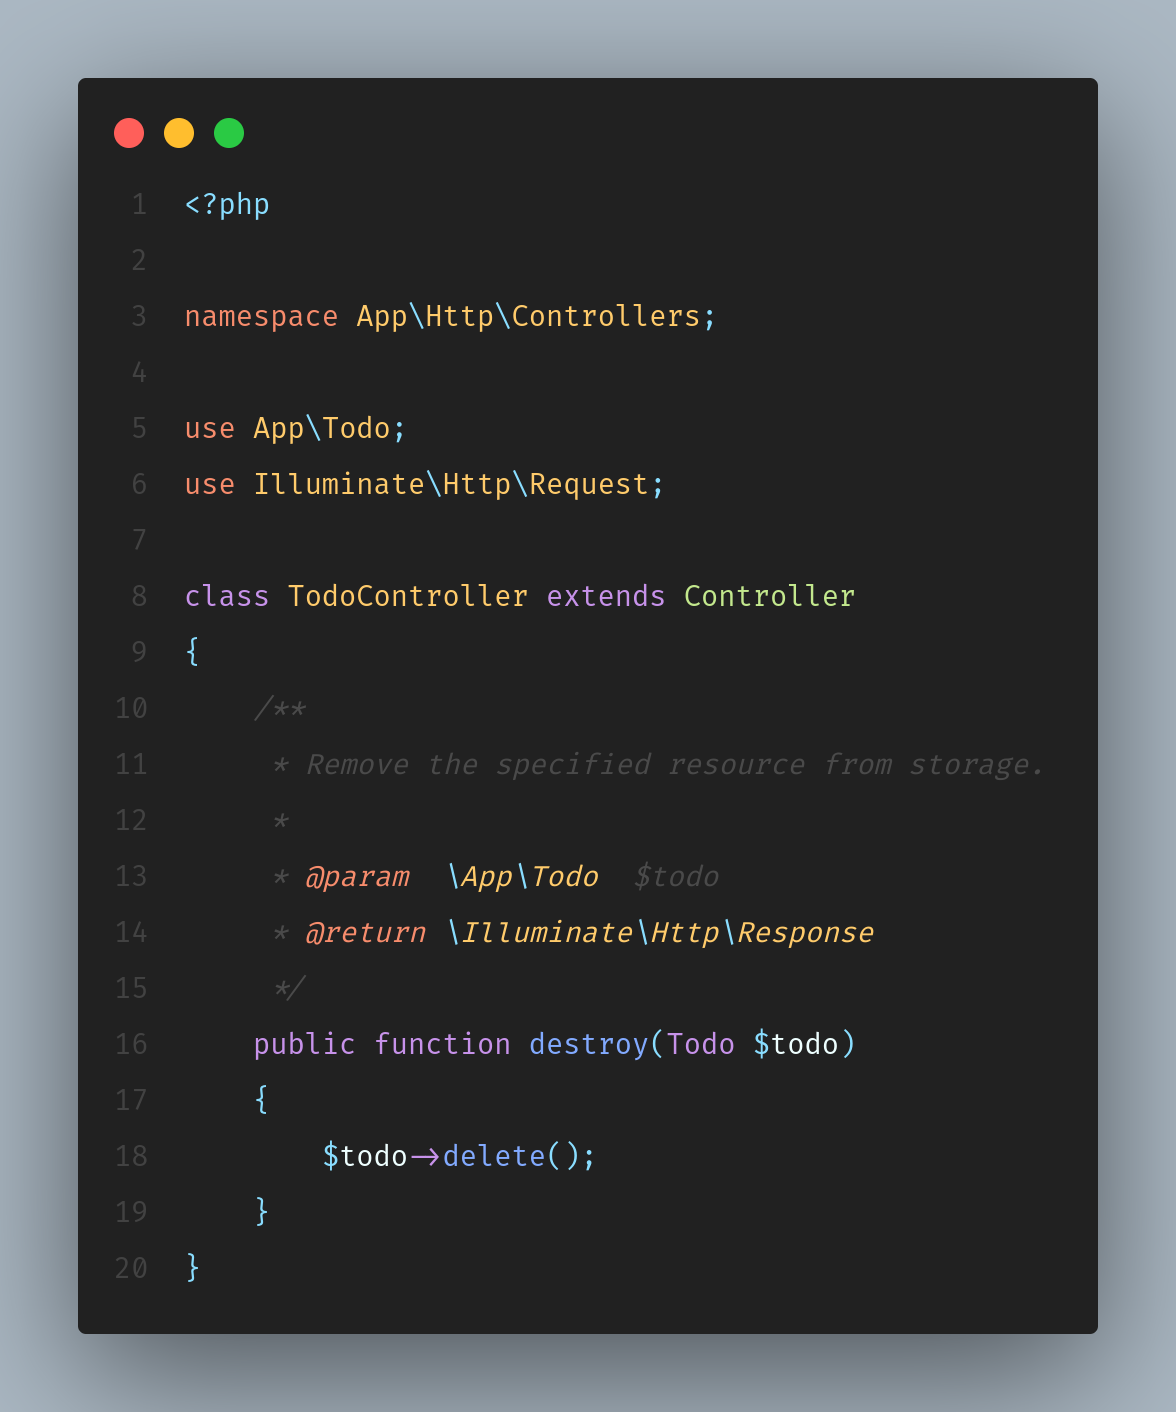 1 <?php
2
3 namespace App\Http\Controllers;
4
5 use App\Todo;
6 use Illuminate\Http\Request;
7
8 class TodoController extends Controller
9 {
10     /**
11      * Remove the specified resource from storage.
12      *
13      * @param  \App\Todo  $todo
14      * @return \Illuminate\Http\Response
15      */
16     public function destroy(Todo $todo)
17     {
18         $todo->delete();
19     }
20 }